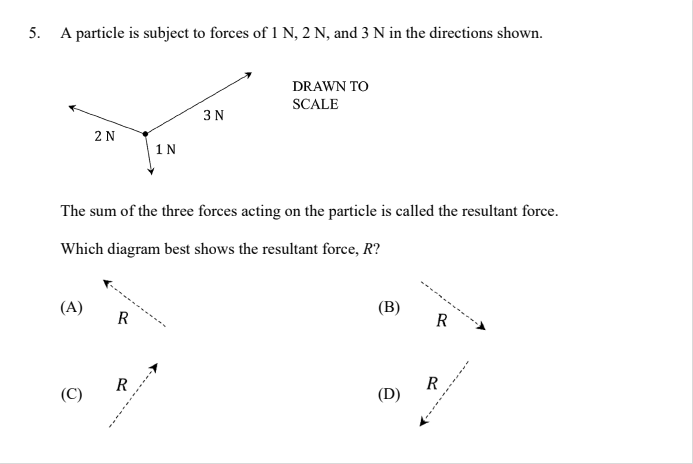 5. A particle is subject to forces of 1 N, 2 N, and 3 N in the directions shown.
DRAWN TO
SCALE
3 N
2 N
1 N
The sum of the three forces acting on the particle is called the resultant force.
Which diagram best shows the resultant force, R?
(A) R
(B) R
(C) R
(D) R